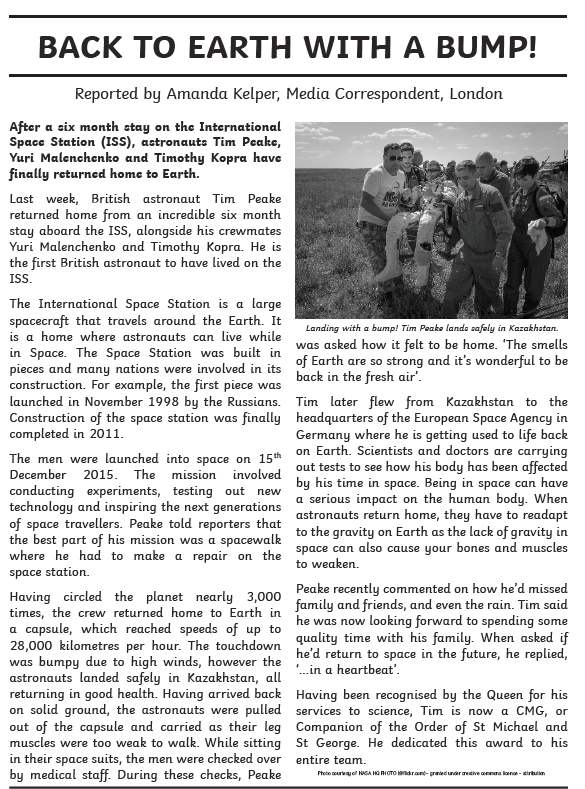 BACK TO EARTH WITH A BUMP!
Reported by Amanda Kelper, Media Correspondent, London
After a six month stay on the International
Space Station (ISS), astronauts Tim Peake,
Yuri Malenchenko and Timothy Kopra have
finally returned home to Earth.
Last week, British astronaut Tim Peake
returned home from an incredible six month
stay aboard the ISS, alongside his crewmates
Yuri Malenchenko and Timothy Kopra. He is
the first British astronaut to have lived on the
ISS.
The International Space Station is a large
spacecraft that travels around the Earth. It
is a home where astronauts can live while
in Space. The Space Station was built in
pieces and many nations were involved in its
construction. For example, the first piece was
launched in November 1998 by the Russians.
Construction of the space station was finally
completed in 2011.
The men were launched into space on 15th
December 2015. The mission involved
conducting experiments, testing out new
technology and inspiring the next generations
of space travellers. Peake told reporters that
the best part of his mission was a spacewalk
where he had to make a repair on the
space station.
Having circled the planet nearly 3,000
times, the crew returned home to Earth in
a capsule, which reached speeds of up to
28,000 kilometres per hour. The touchdown
was bumpy due to high winds, however the
astronauts landed safely in Kazakhstan, all
returning in good health. Having arrived back
on solid ground, the astronauts were pulled
out of the capsule and carried as their leg
muscles were too weak to walk. While sitting
in their space suits, the men were checked over
by medical staff. During these checks, Peake
Landing with a bump! Tim Peake lands safely in Kazakhstan.
was asked how it felt to be home. ‘The smells
of Earth are so strong and it’s wonderful to be
back in the fresh air’.
Tim later flew from Kazakhstan to the
headquarters of the European Space Agency in
Germany where he is getting used to life back
on Earth. Scientists and doctors are carrying
out tests to see how his body has been affected
by his time in space. Being in space can have
a serious impact on the human body. When
astronauts return home, they have to readapt
to the gravity on Earth as the lack of gravity in
space can also cause your bones and muscles
to weaken.
Peake recently commented on how he’d missed
family and friends, and even the rain. Tim said
he was now looking forward to spending some
quality time with his family. When asked if
he’d return to space in the future, he replied,
‘...in a heartbeat’.
Having been recognised by the Queen for his
services to science, Tim is now a CMG, or
Companion of the Order of St Michael and
St George. He dedicated this award to his
entire team.
Photo courtesy of NASA HQ PHOTO (@flickr.com) - granted under creative commons licence - attribution